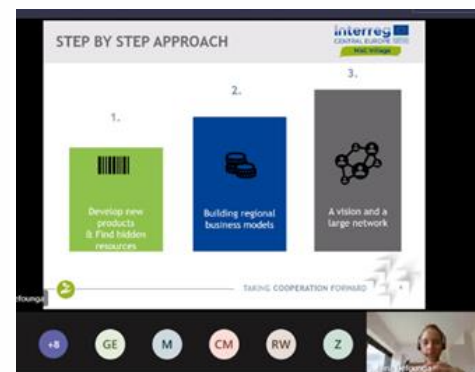 STEP BY STEP APPROACH
Interreg
CENTRAL EUROPE
1.
2.
3.
Develop new
products
& Find hidden
resources
Building regional
business models
A vision and a
large network
TAKING COOPERATION FORWARD
+8
GE
M
CM
RW
Z